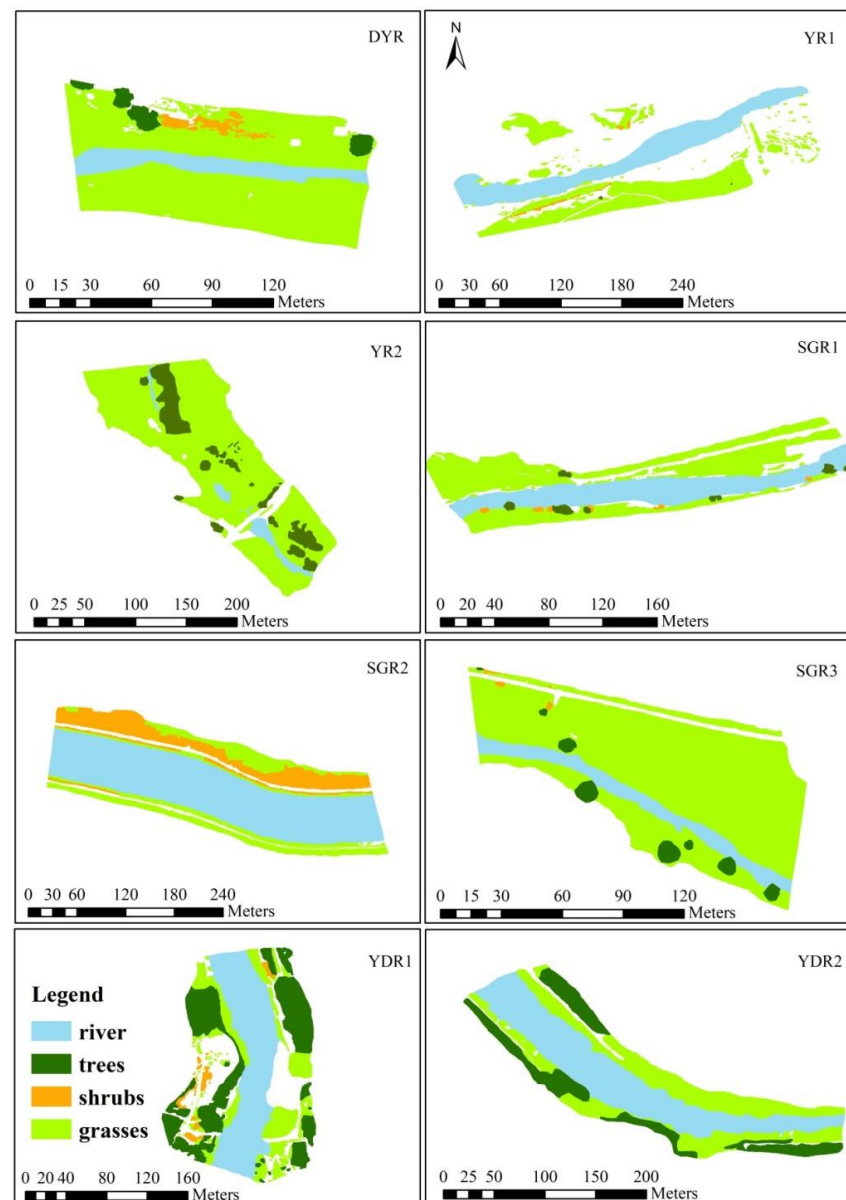 DYR
0 15 30 60 90 120
Meters
N
YR1
0 30 60 120 180 240
Meters
YR2
0 25 50 100 150 200
Meters
SGR1
0 20 40 80 120 160
Meters
SGR2
0 30 60 120 180 240
Meters
SGR3
0 15 30 60 90 120
Meters
YDR1
Legend
river
trees
shrubs
grasses
0 20 40 80 120 160
Meters
YDR2
0 25 50 100 150 200
Meters